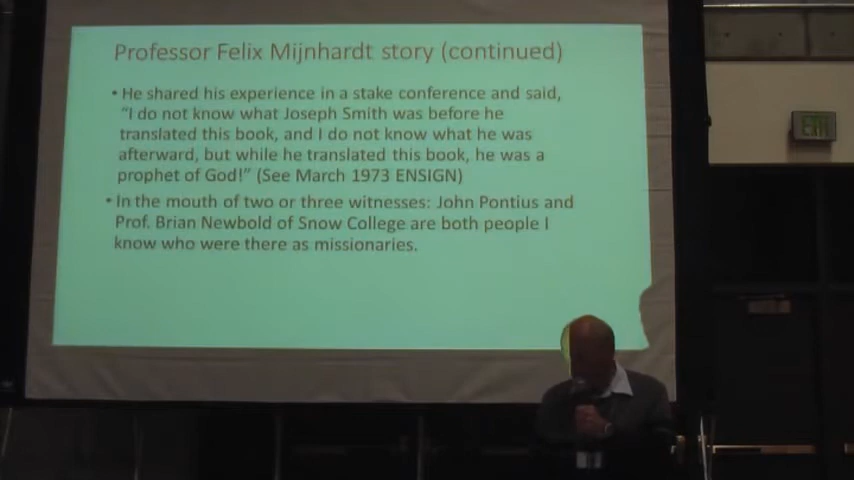 Professor Felix Mijnhardt story (continued)
• He shared his experience in a stake conference and said,
"I do not know what Joseph Smith was before he
translated this book, and I do not know what he was
afterward, but while he translated this book, he was a
prophet of God!" (See March 1973 ENSIGN)
• In the mouth of two or three witnesses: John Pontius and
Prof. Brian Newbold of Snow College are both people I
know who were there as missionaries.
EXIT